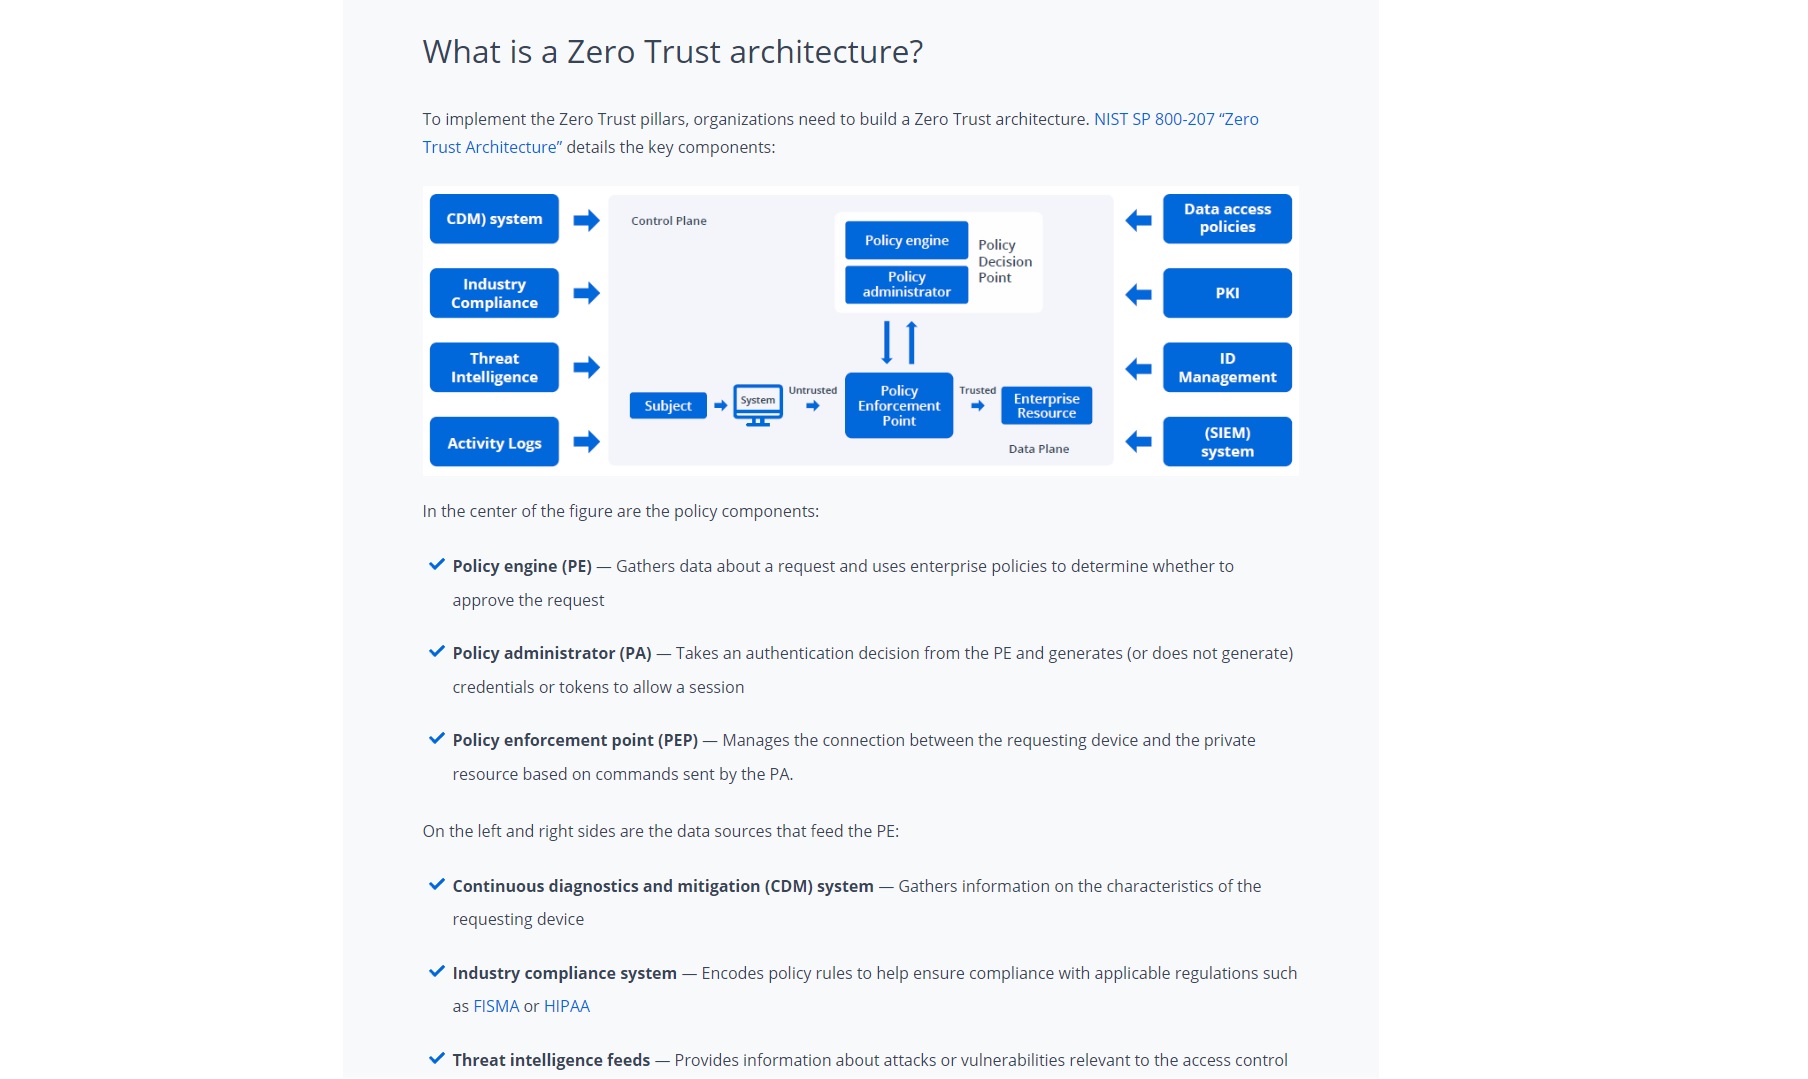 What is a Zero Trust architecture?
To implement the Zero Trust pillars, organizations need to build a Zero Trust architecture. NIST SP 800-207 “Zero
Trust Architecture” details the key components:
CDM) system
Industry
Compliance
Threat
Intelligence
Activity Logs
Control Plane
Policy engine
Policy
administrator
Policy
Decision
Point
Subject
System
Untrusted
Policy
Enforcement
Point
Trusted
Enterprise
Resource
Data Plane
Data access
policies
PKI
ID
Management
(SIEM)
system
In the center of the figure are the policy components:
Policy engine (PE) — Gathers data about a request and uses enterprise policies to determine whether to
approve the request
Policy administrator (PA) — Takes an authentication decision from the PE and generates (or does not generate)
credentials or tokens to allow a session
Policy enforcement point (PEP) — Manages the connection between the requesting device and the private
resource based on commands sent by the PA.
On the left and right sides are the data sources that feed the PE:
Continuous diagnostics and mitigation (CDM) system — Gathers information on the characteristics of the
requesting device
Industry compliance system — Encodes policy rules to help ensure compliance with applicable regulations such
as FISMA or HIPAA
Threat intelligence feeds — Provides information about attacks or vulnerabilities relevant to the access control